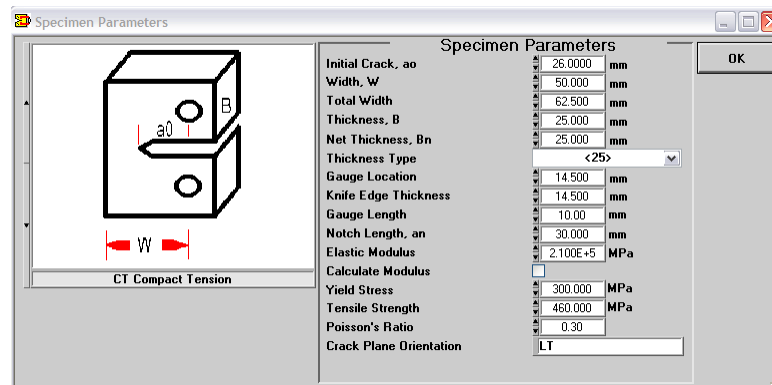 Specimen Parameters
B
a0
W
CT Compact Tension
Specimen Parameters
Initial Crack, ao 26.0000 mm
Width, W 50.000 mm
Total Width 62.500 mm
Thickness, B 25.000 mm
Net Thickness, Bn 25.000 mm
Thickness Type <25>
Gauge Location 14.500 mm
Knife Edge Thickness 14.500 mm
Gauge Length 10.00 mm
Notch Length, an 30.000 mm
Elastic Modulus 2.100E+5 MPa
Calculate Modulus
Yield Stress 300.000 MPa
Tensile Strength 460.000 MPa
Poisson's Ratio 0.30
Crack Plane Orientation LT
OK